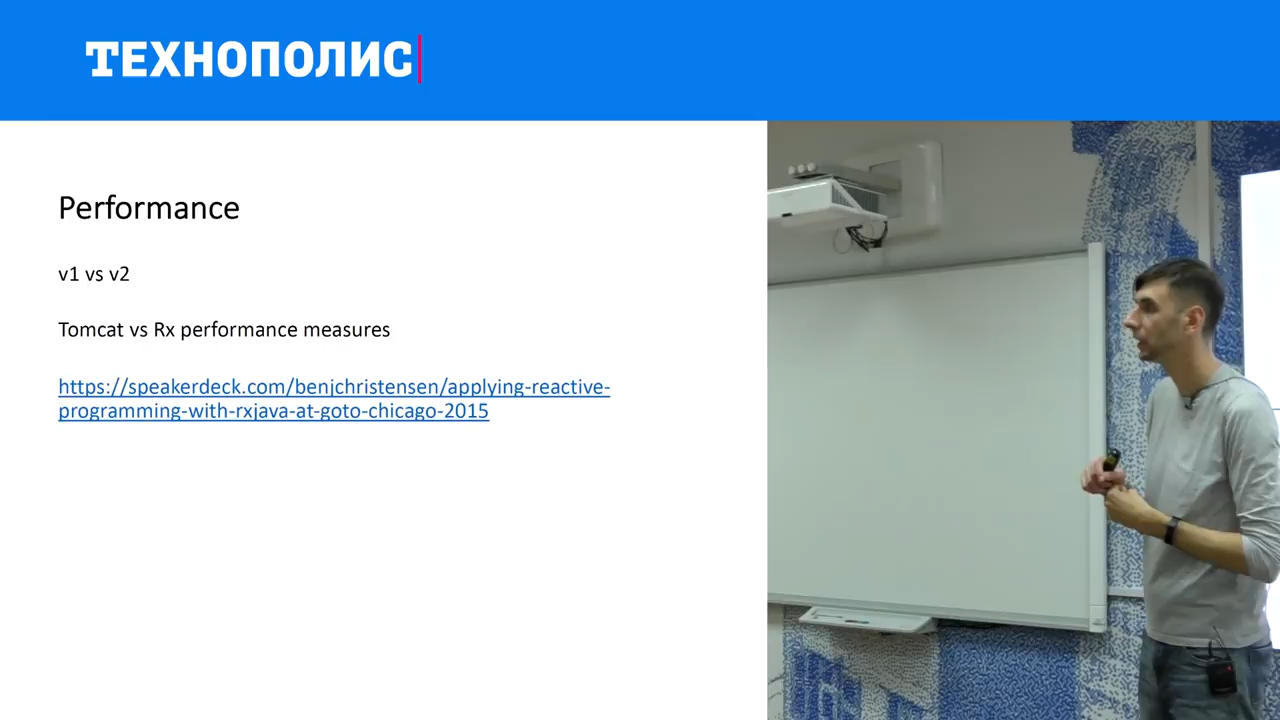 ТЕХНОПОЛИС
Performance
v1 vs v2
Tomcat vs Rx performance measures
https://speakerdeck.com/benjchristensen/applying-reactive-
programming-with-rxjava-at-goto-chicago-2015